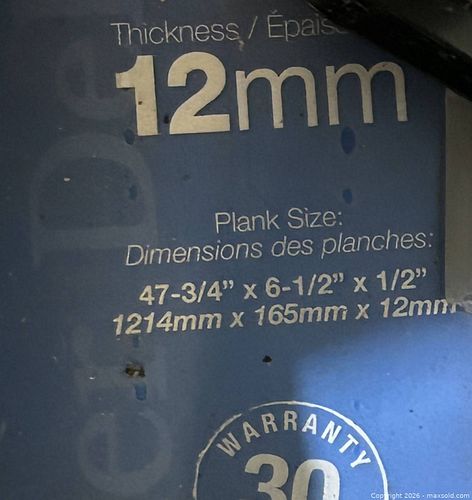 Thickness / Épais
12mm
Plank Size:
Dimensions des planches:
47-3/4” x 6-1/2” x 1/2”
1214mm x 165mm x 12mm
WARRANTY
30
Copyright 2026 - maxsold.com